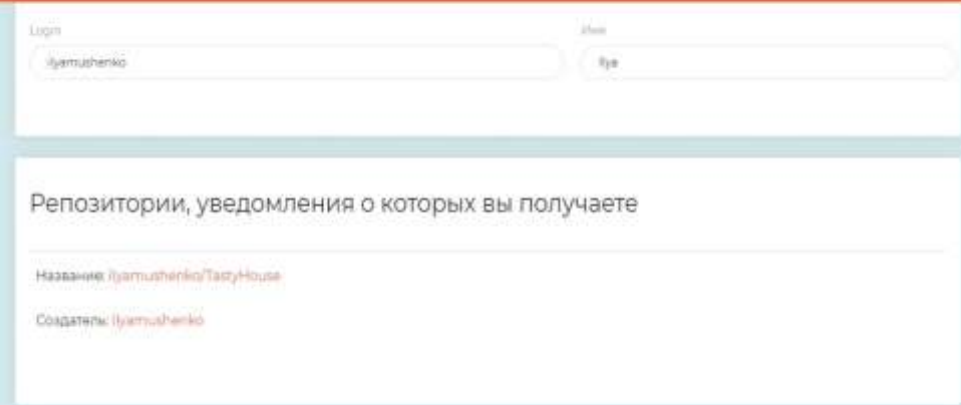 Login
Имя
ilyamushenko
Ilya
Репозитории, уведомления о которых вы получаете
Название: ilyamushenko/TastyHouse
Создатель: ilyamushenko